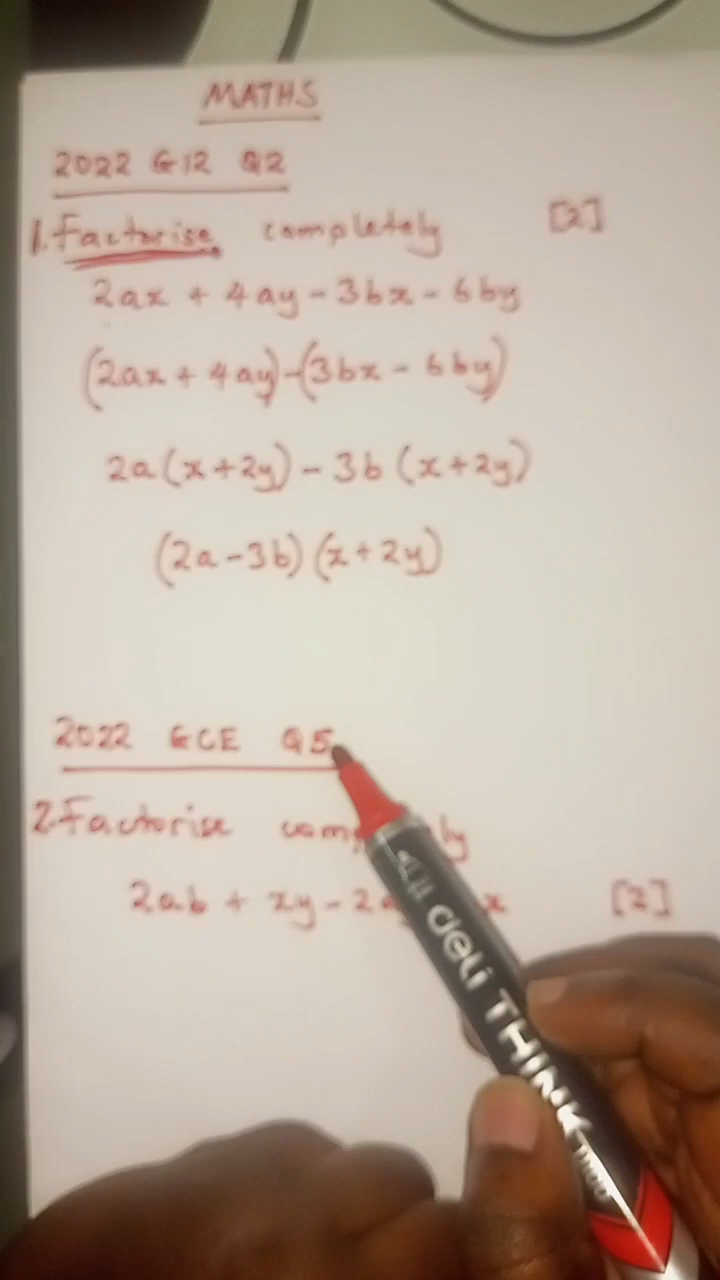 MATHS
2022 G12 Q2
1. Factorise completely [2]
2ax + 4ay - 3bx - 6by
(2ax + 4ay) - (3bx - 6by)
2a(x+2y) - 3b (x+2y)
(2a-3b) (x+2y)
2022 GCE Q5
2. Factorise
2ab + xy - 2a x [2]
deli THINK